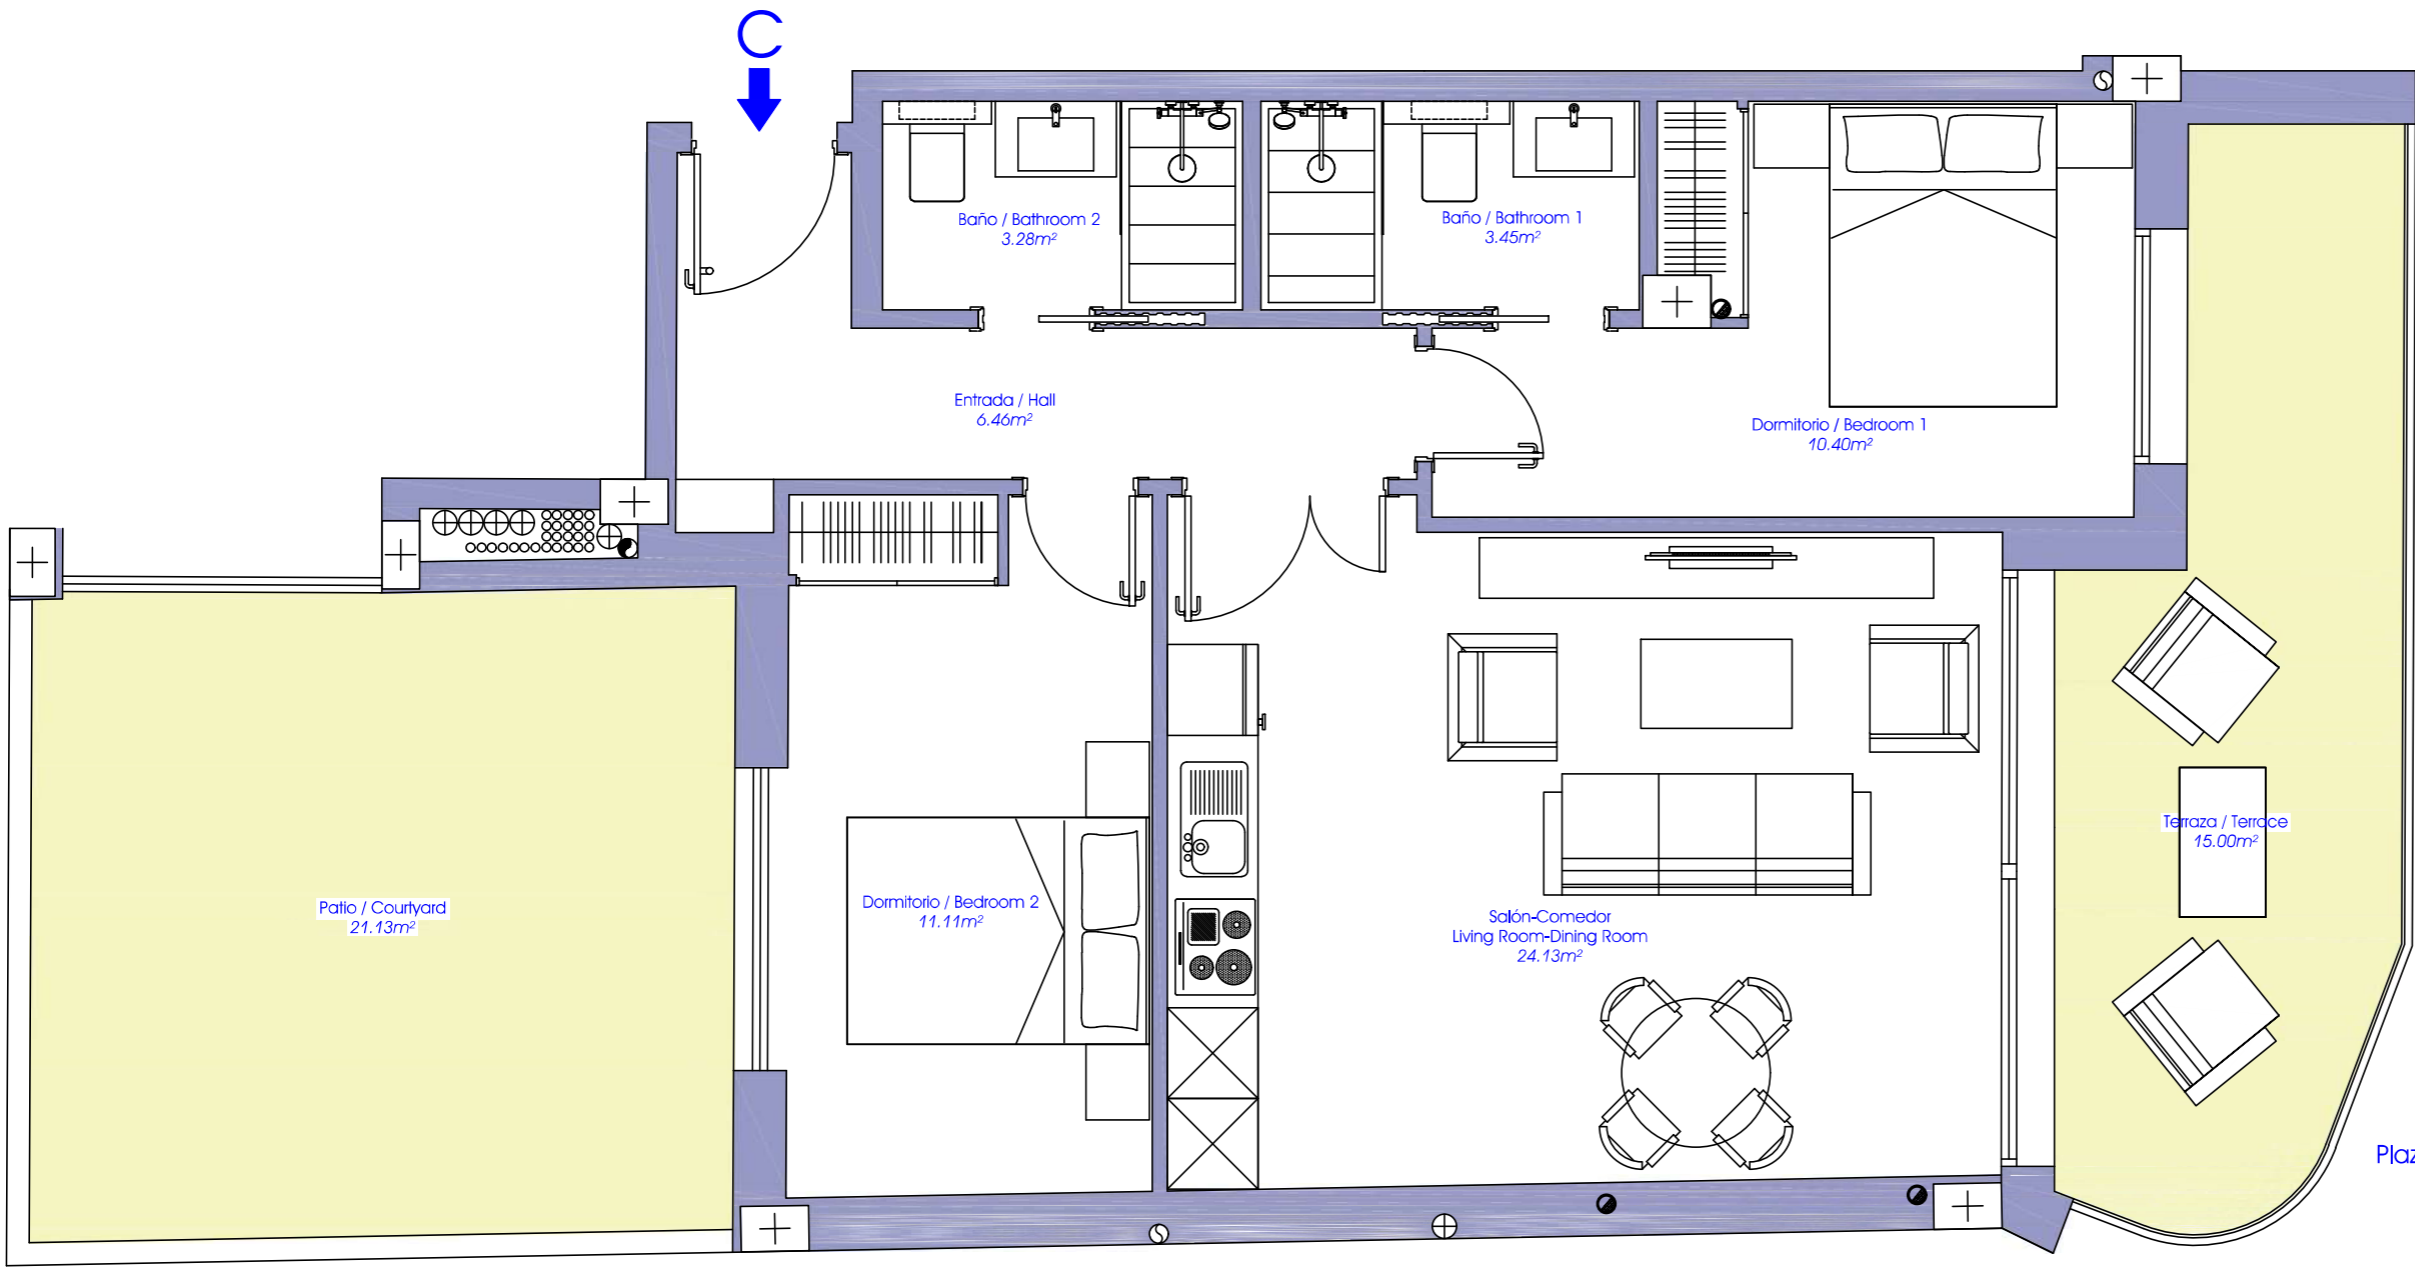 C
Baño / Bathroom 2
3.28m²
Baño / Bathroom 1
3.45m²
Entrada / Hall
6.46m²
Dormitorio / Bedroom 1
10.40m²
Terraza / Terrace
15.00m²
Patio / Courtyard
21.13m²
Dormitorio / Bedroom 2
11.11m²
Salón-Comedor
Living Room-Dining Room
24.13m²
Plaz